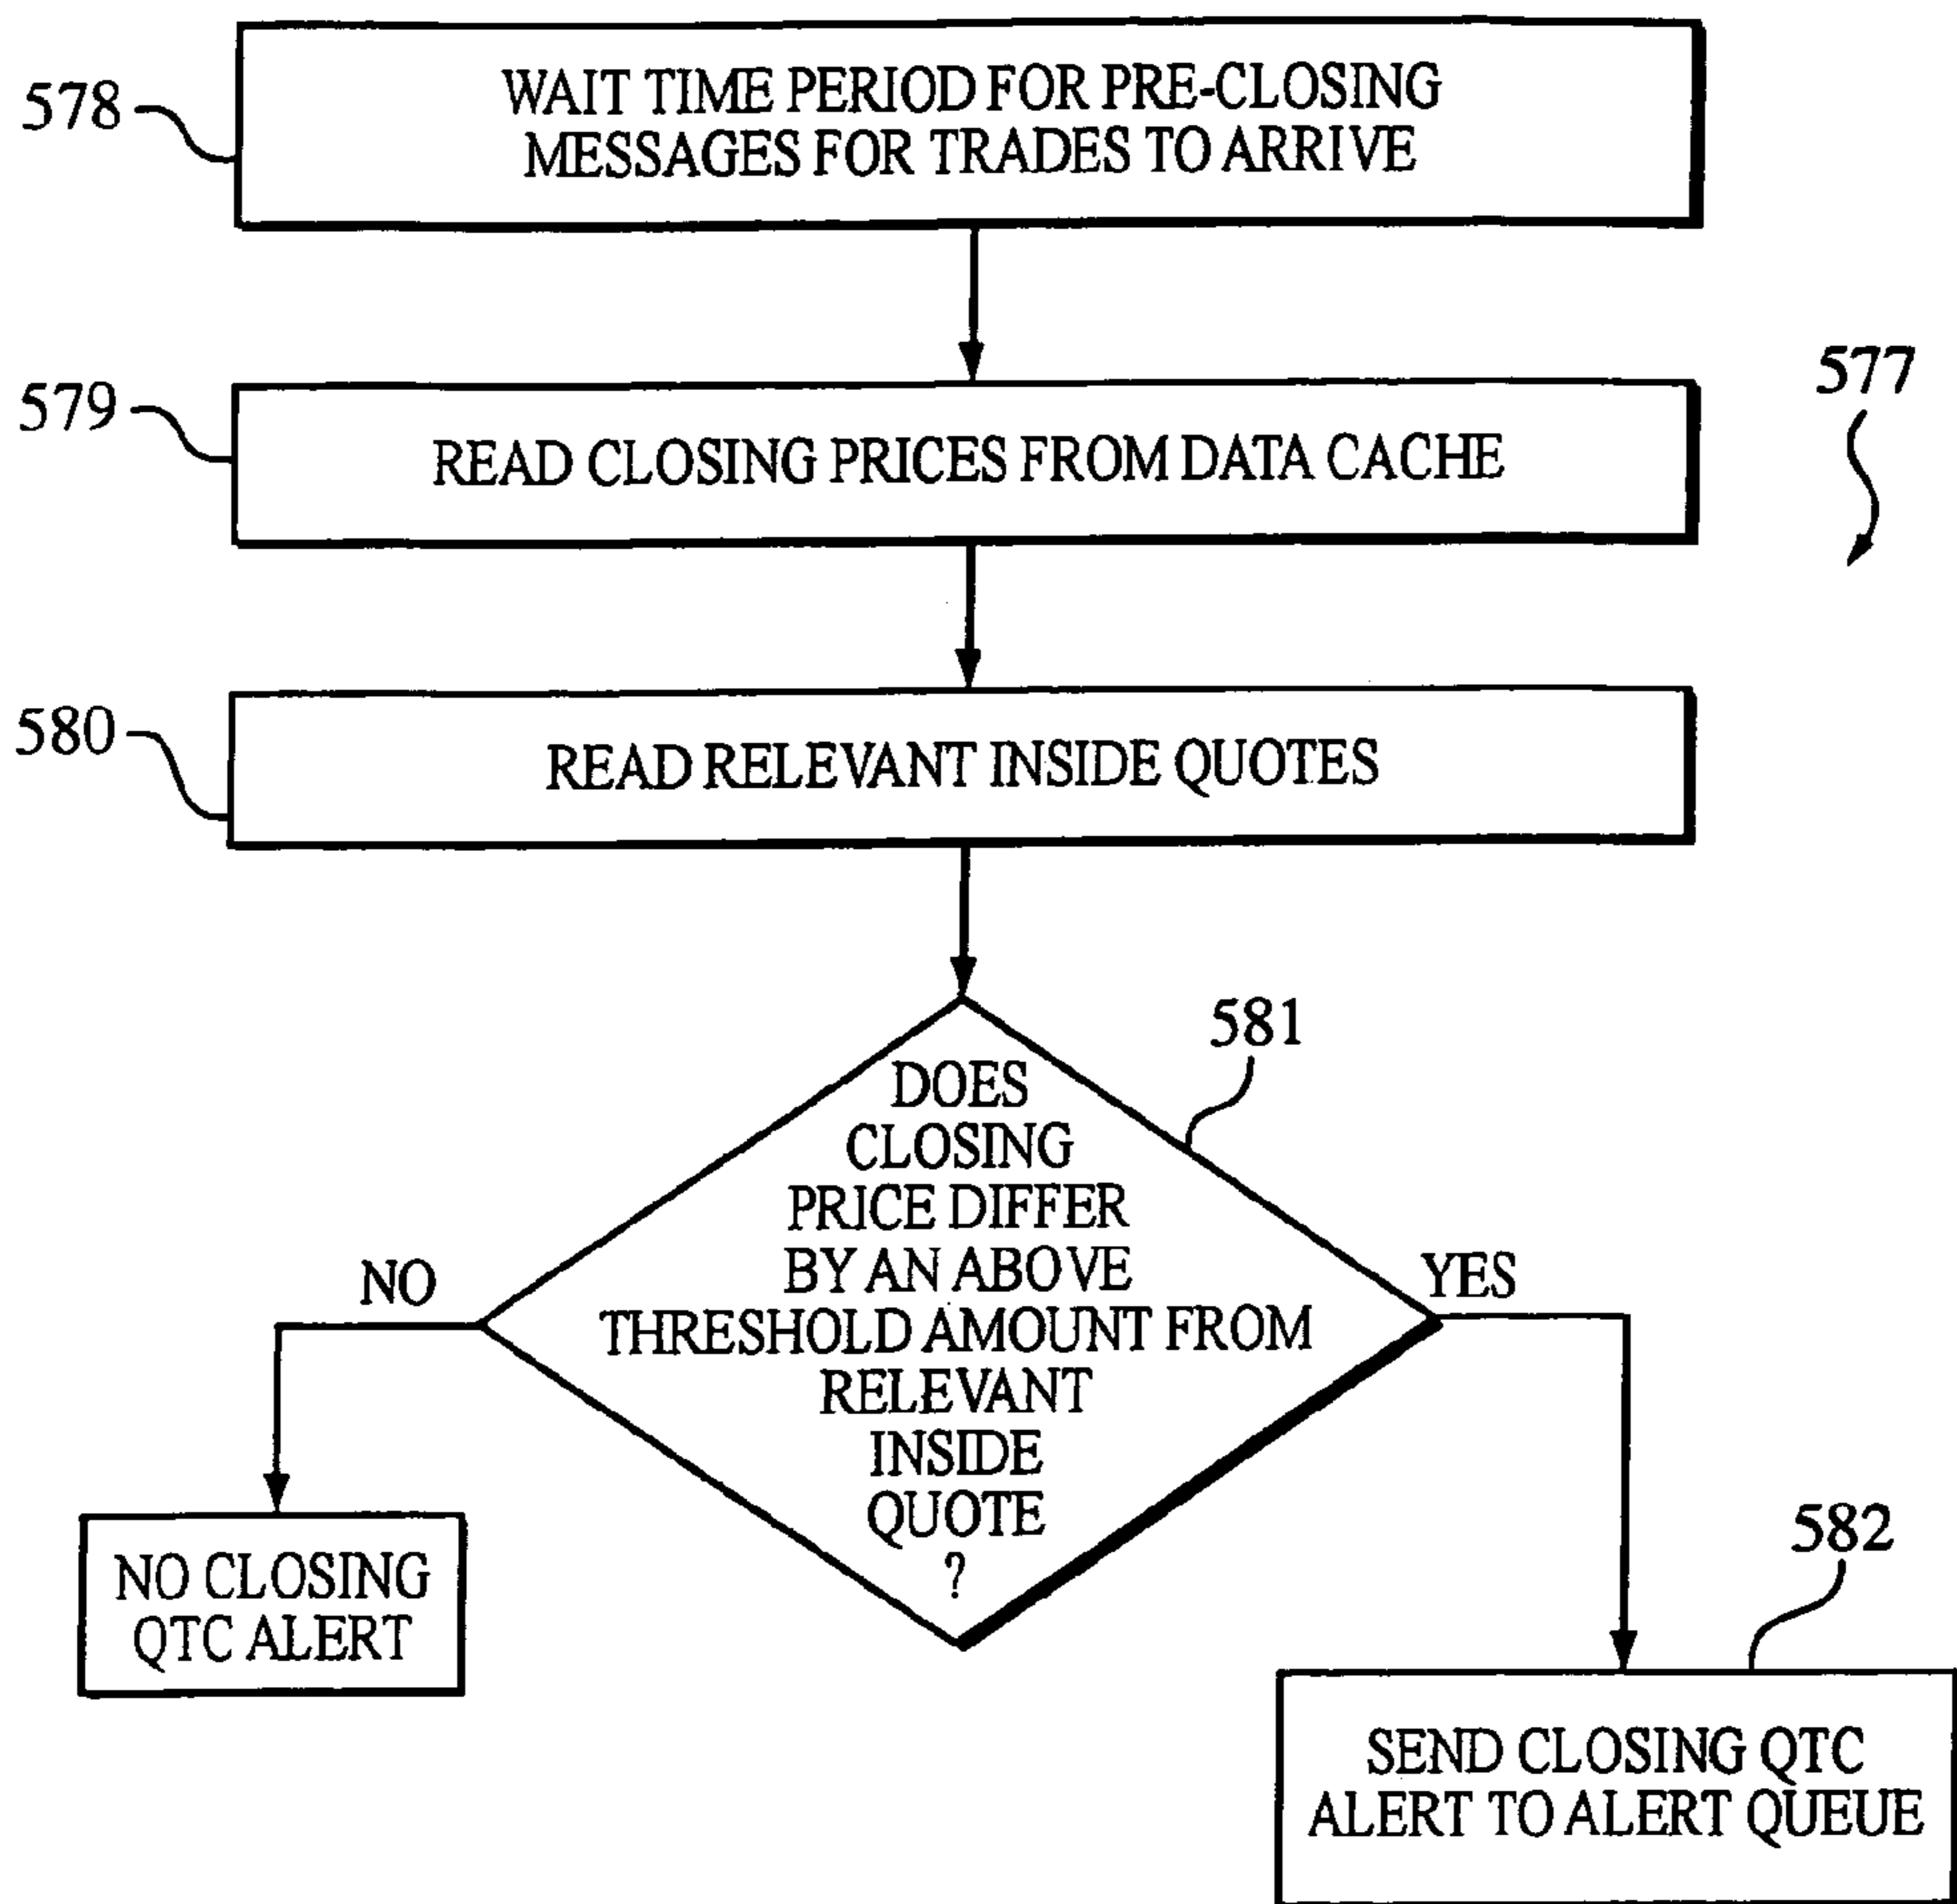 578
WAIT TIME PERIOD FOR PRE-CLOSING
MESSAGES FOR TRADES TO ARRIVE
577
579
READ CLOSING PRICES FROM DATA CACHE
580
READ RELEVANT INSIDE QUOTES
581
DOES
CLOSING
PRICE DIFFER
BY AN ABOVE
THRESHOLD AMOUNT FROM
RELEVANT
INSIDE
QUOTE
?
NO
YES
NO CLOSING
QTC ALERT
582
SEND CLOSING QTC
ALERT TO ALERT QUEUE